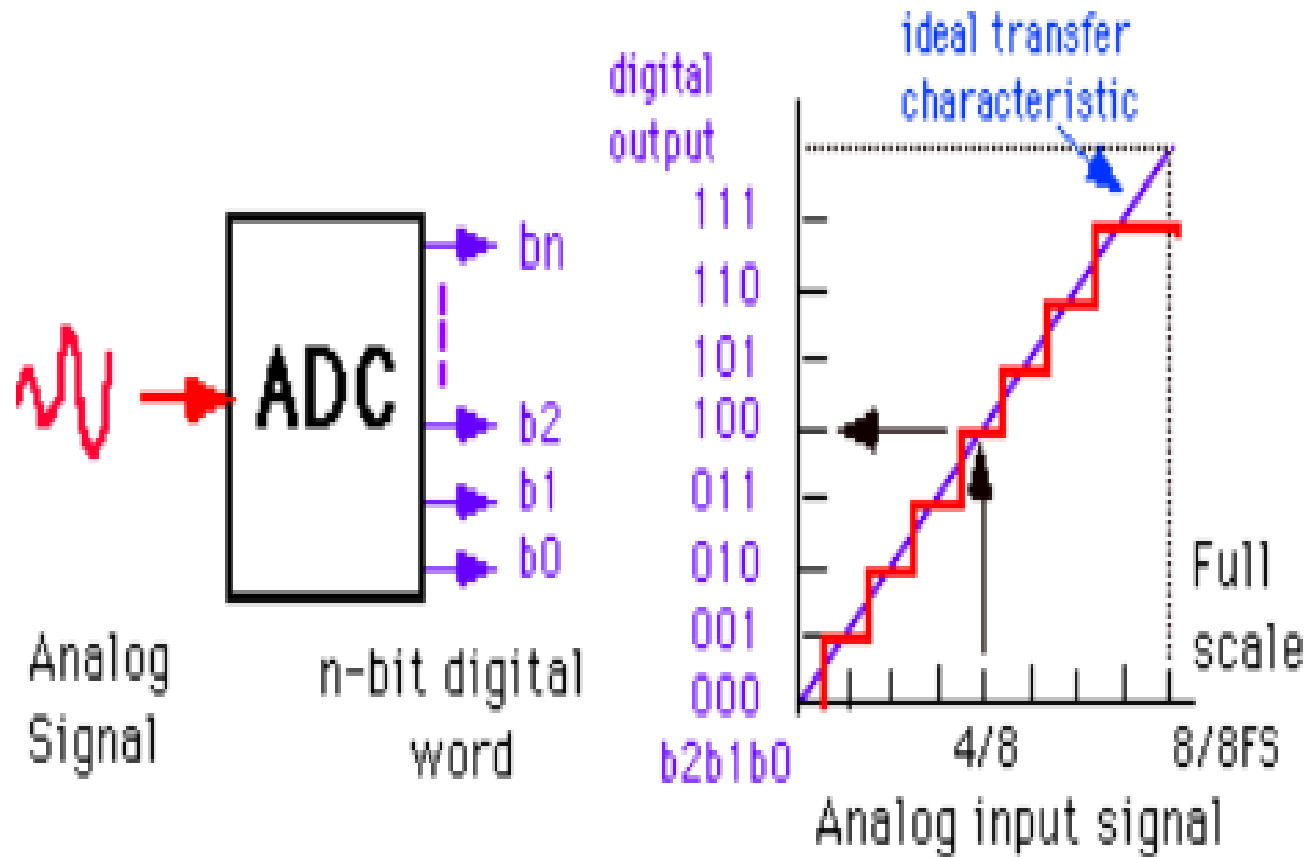 ADC
bn
b2
b1
b0
Analog
Signal
n-bit digital
word
digital
output
ideal transfer
characteristic
111
110
101
100
011
010
001
000
b2b1b0
4/8
8/8FS
Full
scale
Analog input signal